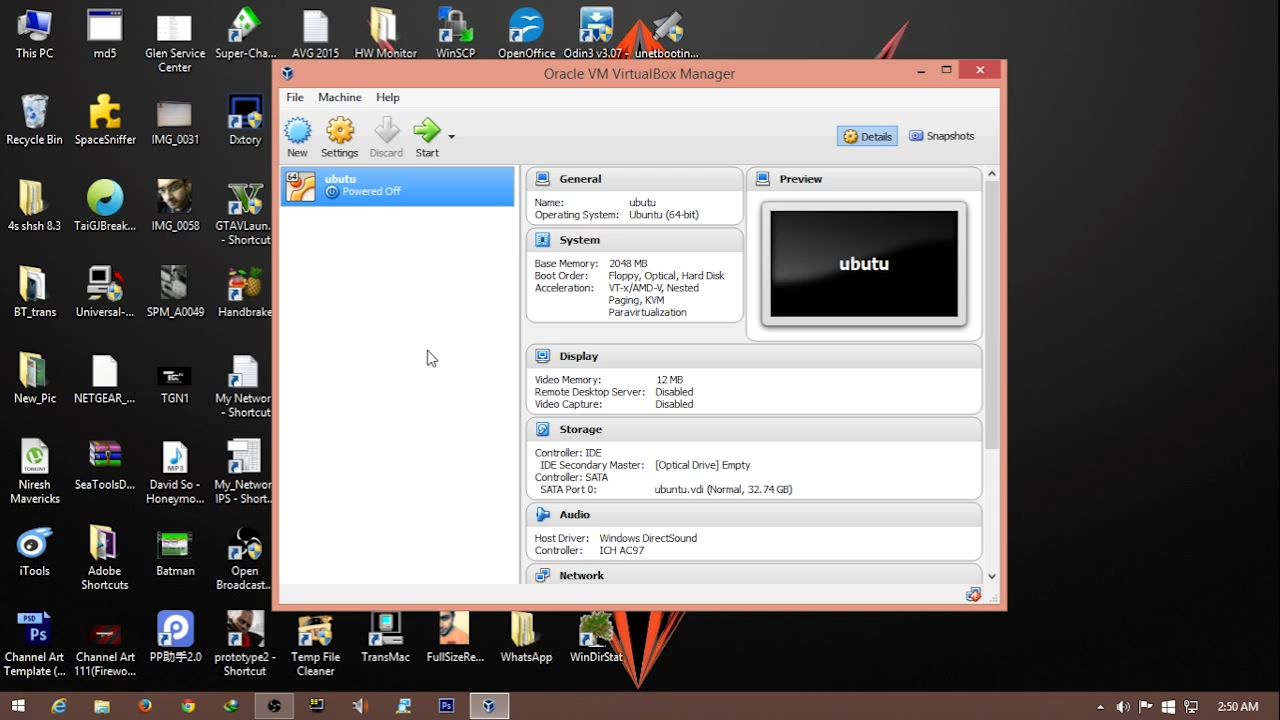 This PC
md5
Glen Service Center
Super-Cha...
AVG 2015
HW Monitor
WinSCP
OpenOffice
Odin3 v3.07 -
unetbootin...
Oracle VM VirtualBox Manager
File Machine Help
New
Settings
Discard
Start
Details
Snapshots
64
ubutu
Powered Off
General
Name: ubutu
Operating System: Ubuntu (64-bit)
System
Base Memory: 2048 MB
Boot Order: Floppy, Optical, Hard Disk
Acceleration: VT-x/AMD-V, Nested
Paging, KVM
Paravirtualization
Preview
ubutu
Display
Video Memory: 12 MB
Remote Desktop Server: Disabled
Video Capture: Disabled
Storage
Controller: IDE
IDE Secondary Master: [Optical Drive] Empty
Controller: SATA
SATA Port 0: ubuntu.vdi (Normal, 32.74 GB)
Audio
Host Driver: Windows DirectSound
Controller: ICH AC97
Network
Recycle Bin
SpaceSniffer
IMG_0031
Dxtory
4s shsh 8.3
TaiGJBreak...
IMG_0058
GTAVLaun...
- Shortcut
BT_trans
Universal-...
SPM_A0049
Handbrake
New_Pic
NETGEAR_...
TGN1
My Networ
- Shortcut
Niresh
Mavericks
SeaToolsD...
MP3
David So -
Honeymo...
My_Network
IPS - Short...
iTools
Adobe
Shortcuts
Batman
Open
Broadcast...
PSD
Ps
Channel Art
Template (...
Channel Art
111(Firewo...
PP助手2.0
prototype2 -
Shortcut
Temp File
Cleaner
TransMac
FullSizeRe...
WhatsApp
WinDirStat
Ps
2:50 AM